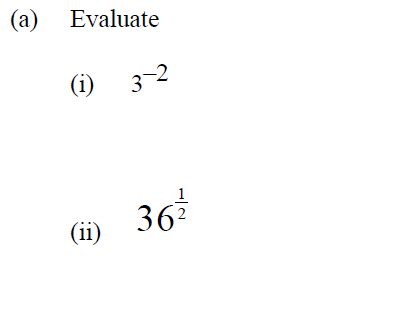 (a) Evaluate
(i) 3⁻²
(ii) 36^{1/2}